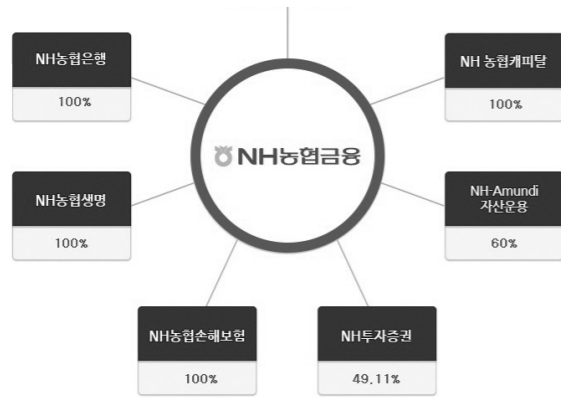 NH농협은행
100%
NH 농협캐피탈
100%
NH농협금융
NH농협생명
100%
NH-Amundi
자산운용
60%
NH농협손해보험
100%
NH투자증권
49.11%